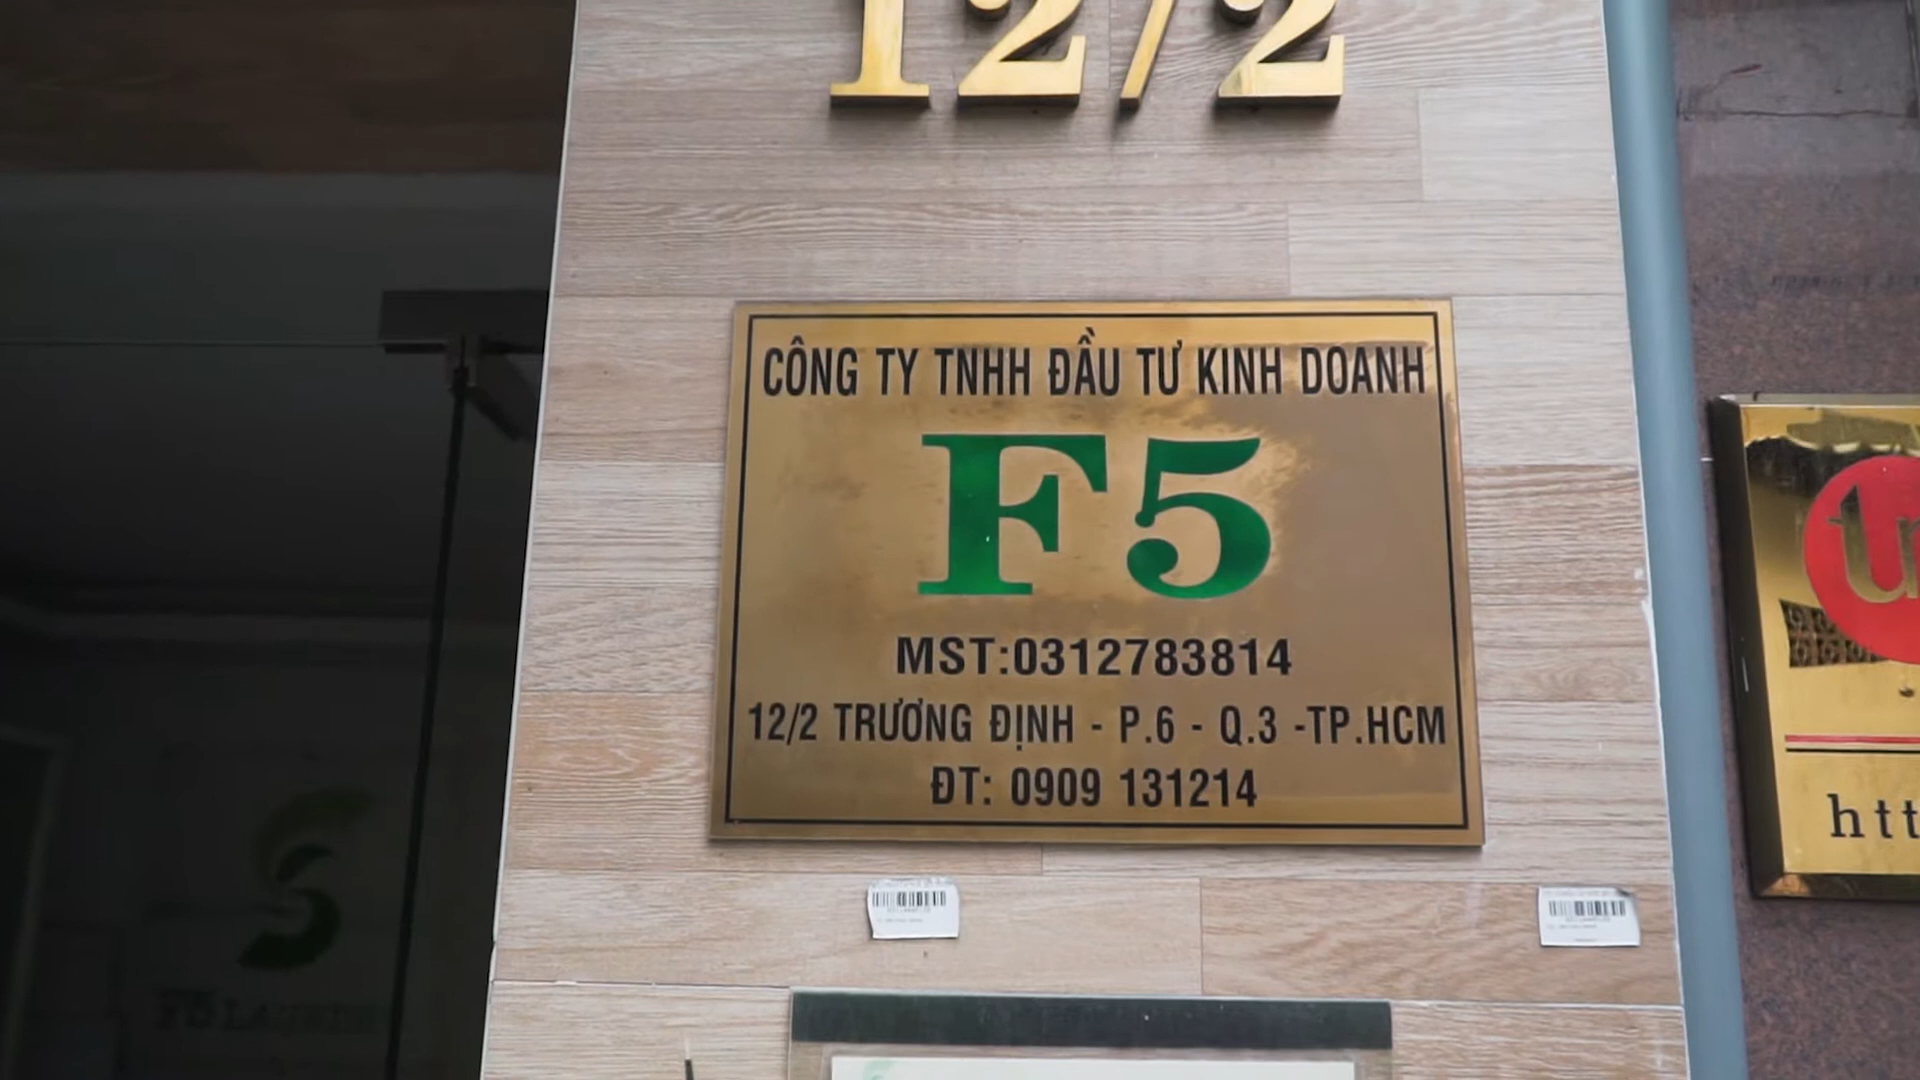 12/2
CÔNG TY TNHH ĐẦU TƯ KINH DOANH
F5
MST:0312783814
12/2 TRƯƠNG ĐỊNH - P.6 - Q.3 -TP.HCM
ĐT: 0909 131214
htt